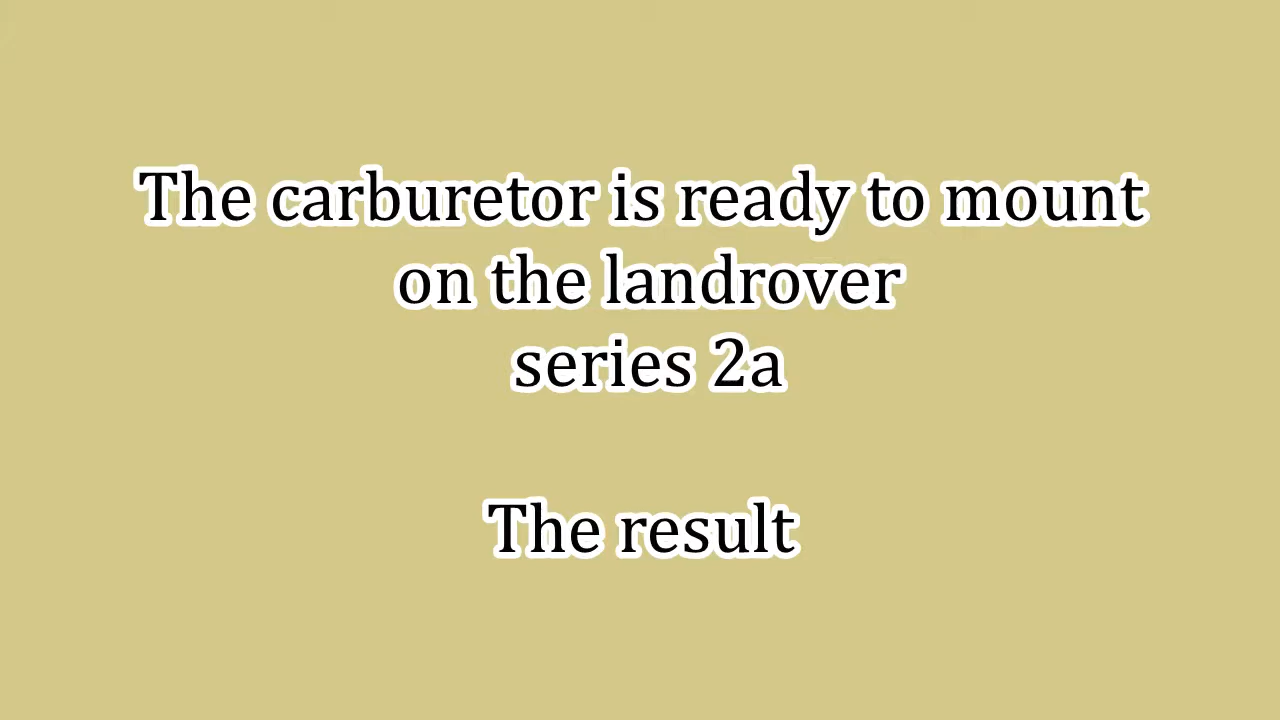 The carburetor is ready to mount
on the landrover
series 2a
The result